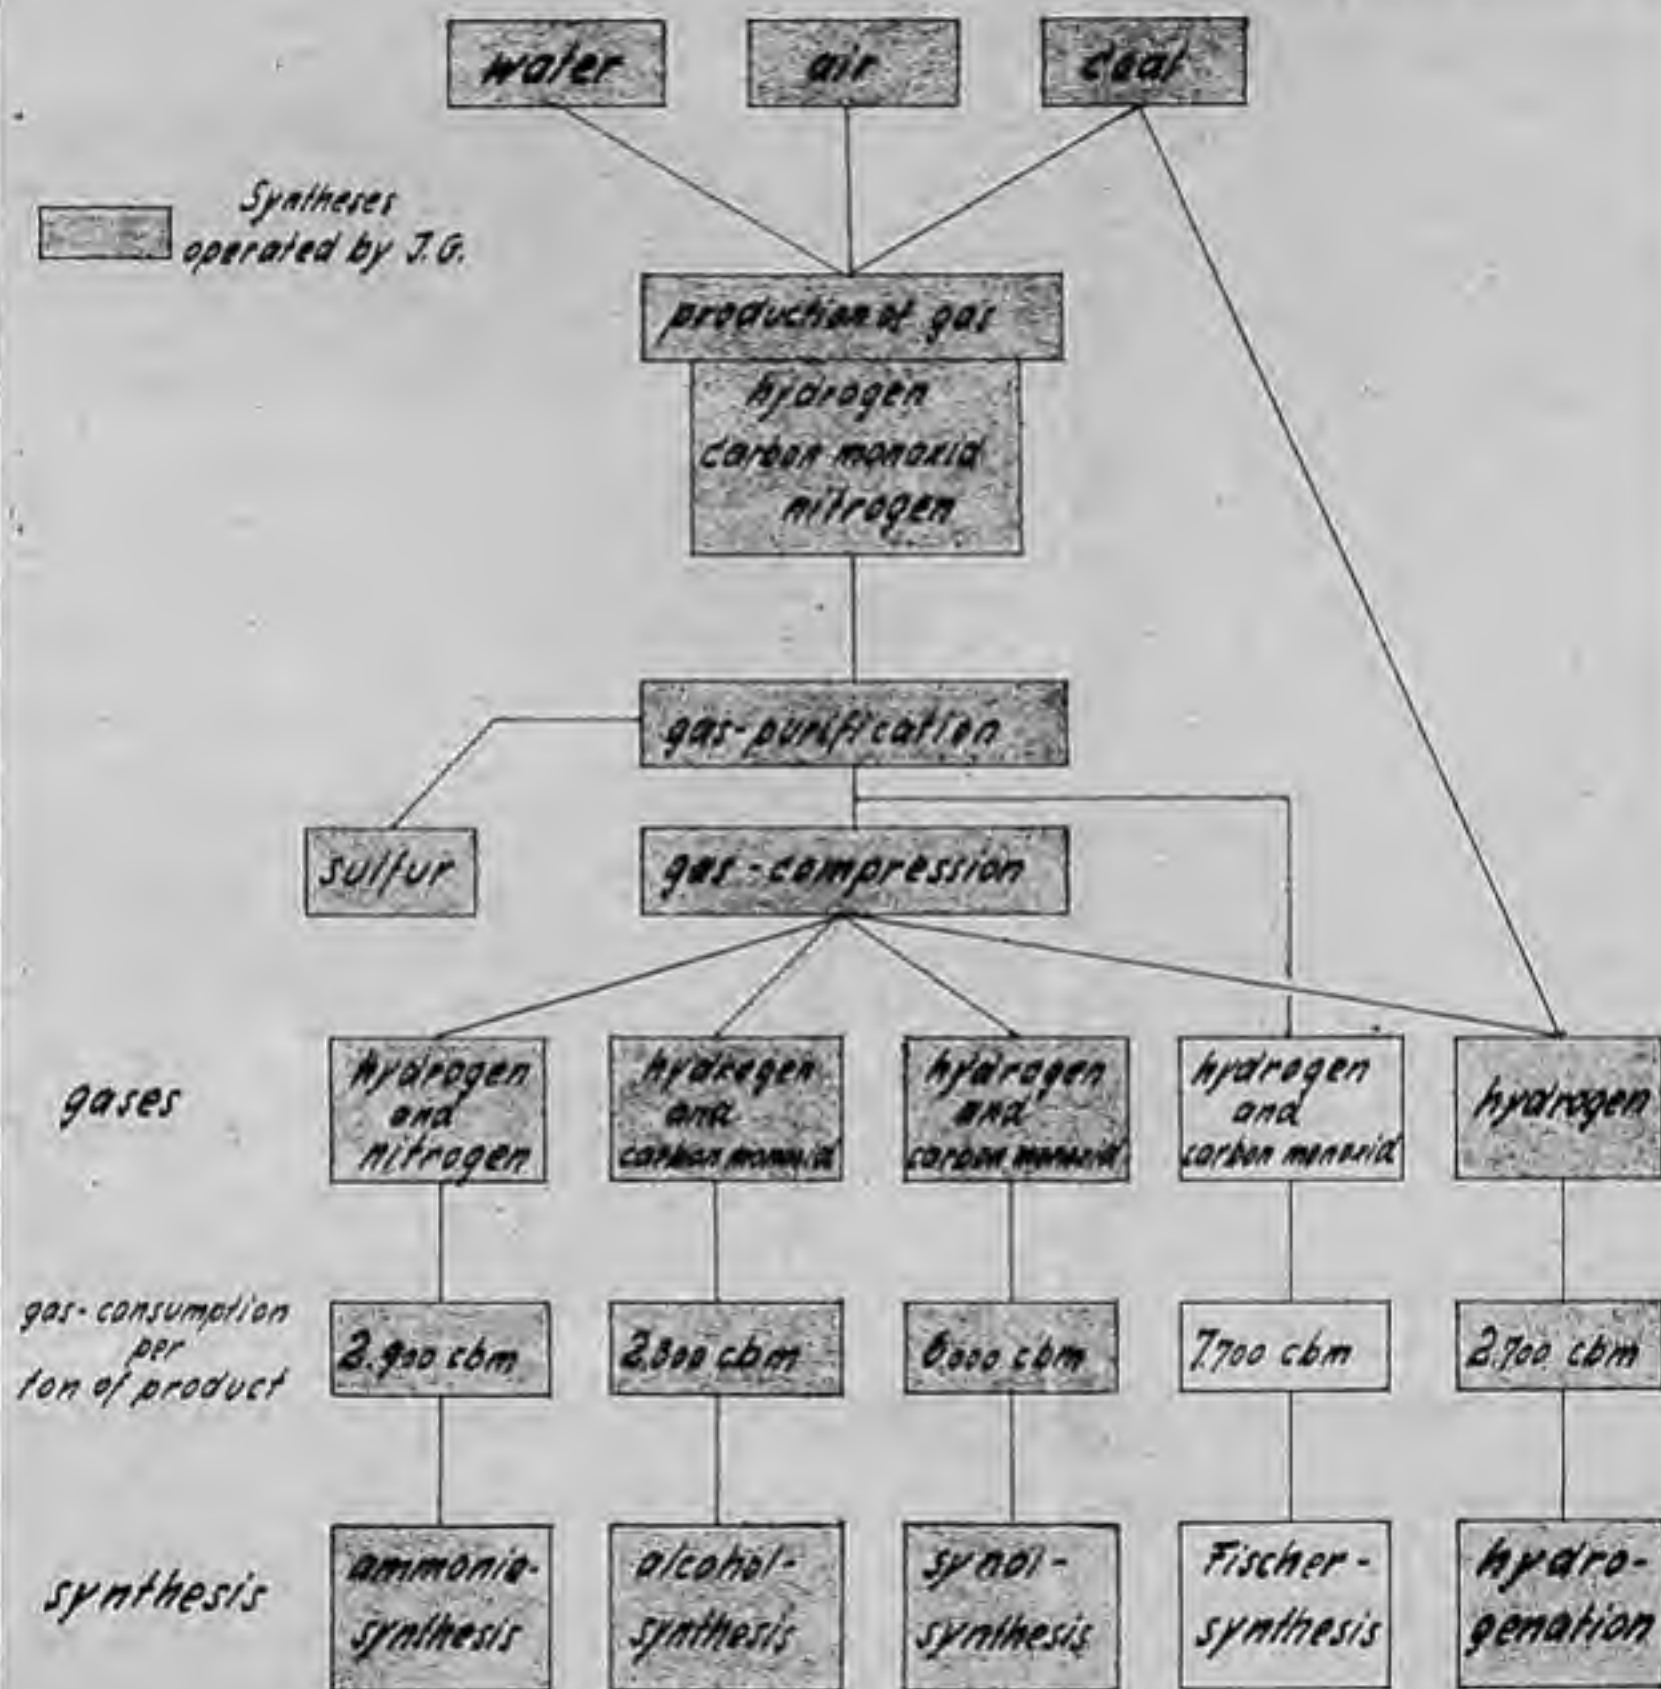 water
air
coal
Syntheses
operated by J.G.
production of gas
hydrogen
carbon monoxid
nitrogen
gas-purification
sulfur
gas-compression
gases
hydrogen
and
nitrogen
hydrogen
and
carbon monoxid
hydrogen
and
carbon monoxid
hydrogen
and
carbon monoxid
hydrogen
gas-consumption
per
ton of product
2.900 cbm
2.800 cbm
6.000 cbm
7.700 cbm
2.700 cbm
synthesis
ammonia-
synthesis
alcohol-
synthesis
synol-
synthesis
Fischer-
synthesis
hydro-
genation